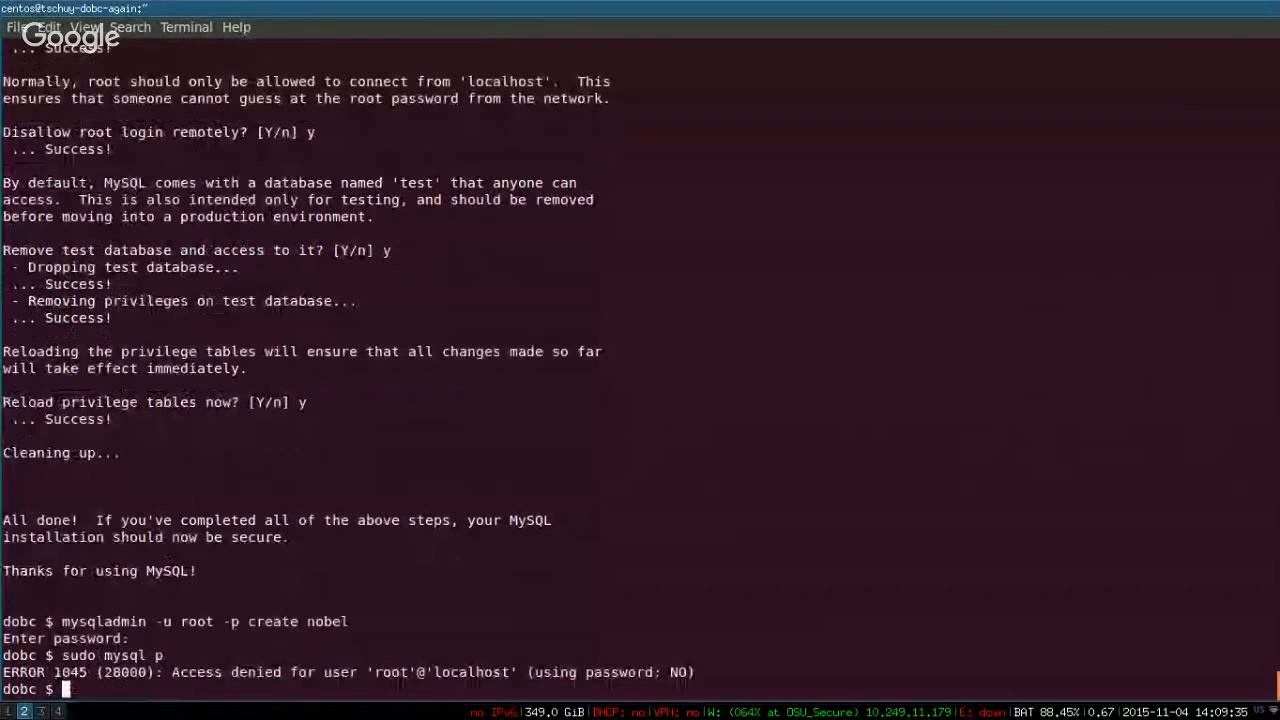 centos@tschuy-dobc-again:~
File Edit View Search Terminal Help
Google
... Success!
Normally, root should only be allowed to connect from 'localhost'.  This
ensures that someone cannot guess at the root password from the network.
Disallow root login remotely? [Y/n] y
... Success!
By default, MySQL comes with a database named 'test' that anyone can
access.  This is also intended only for testing, and should be removed
before moving into a production environment.
Remove test database and access to it? [Y/n] y
- Dropping test database...
... Success!
- Removing privileges on test database...
... Success!
Reloading the privilege tables will ensure that all changes made so far
will take effect immediately.
Reload privilege tables now? [Y/n] y
... Success!
Cleaning up...
All done!  If you've completed all of the above steps, your MySQL
installation should now be secure.
Thanks for using MySQL!
dobc $ mysqladmin -u root -p create nobel
Enter password:
dobc $ sudo mysql p
ERROR 1045 (28000): Access denied for user 'root'@'localhost' (using password: NO)
dobc $
1 2 3 4 no IPv6|349.0 GiB|DHCP: no|VPN: no|W: (064% at OSU_Secure) 10.249.11.179|E: down|BAT 88.45%|0.67|2015-11-04 14:09:35 us